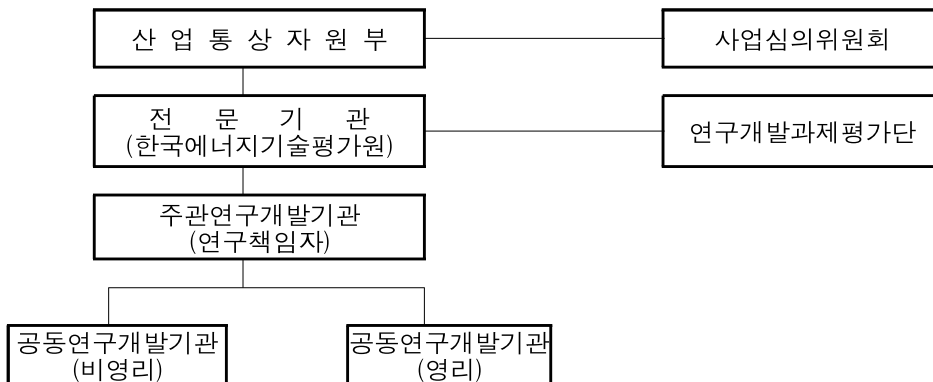 산 업 통 상 자 원 부
사업심의위원회
전 문 기 관
(한국에너지기술평가원)
연구개발과제평가단
주관연구개발기관
(연구책임자)
공동연구개발기관
(비영리)
공동연구개발기관
(영리)